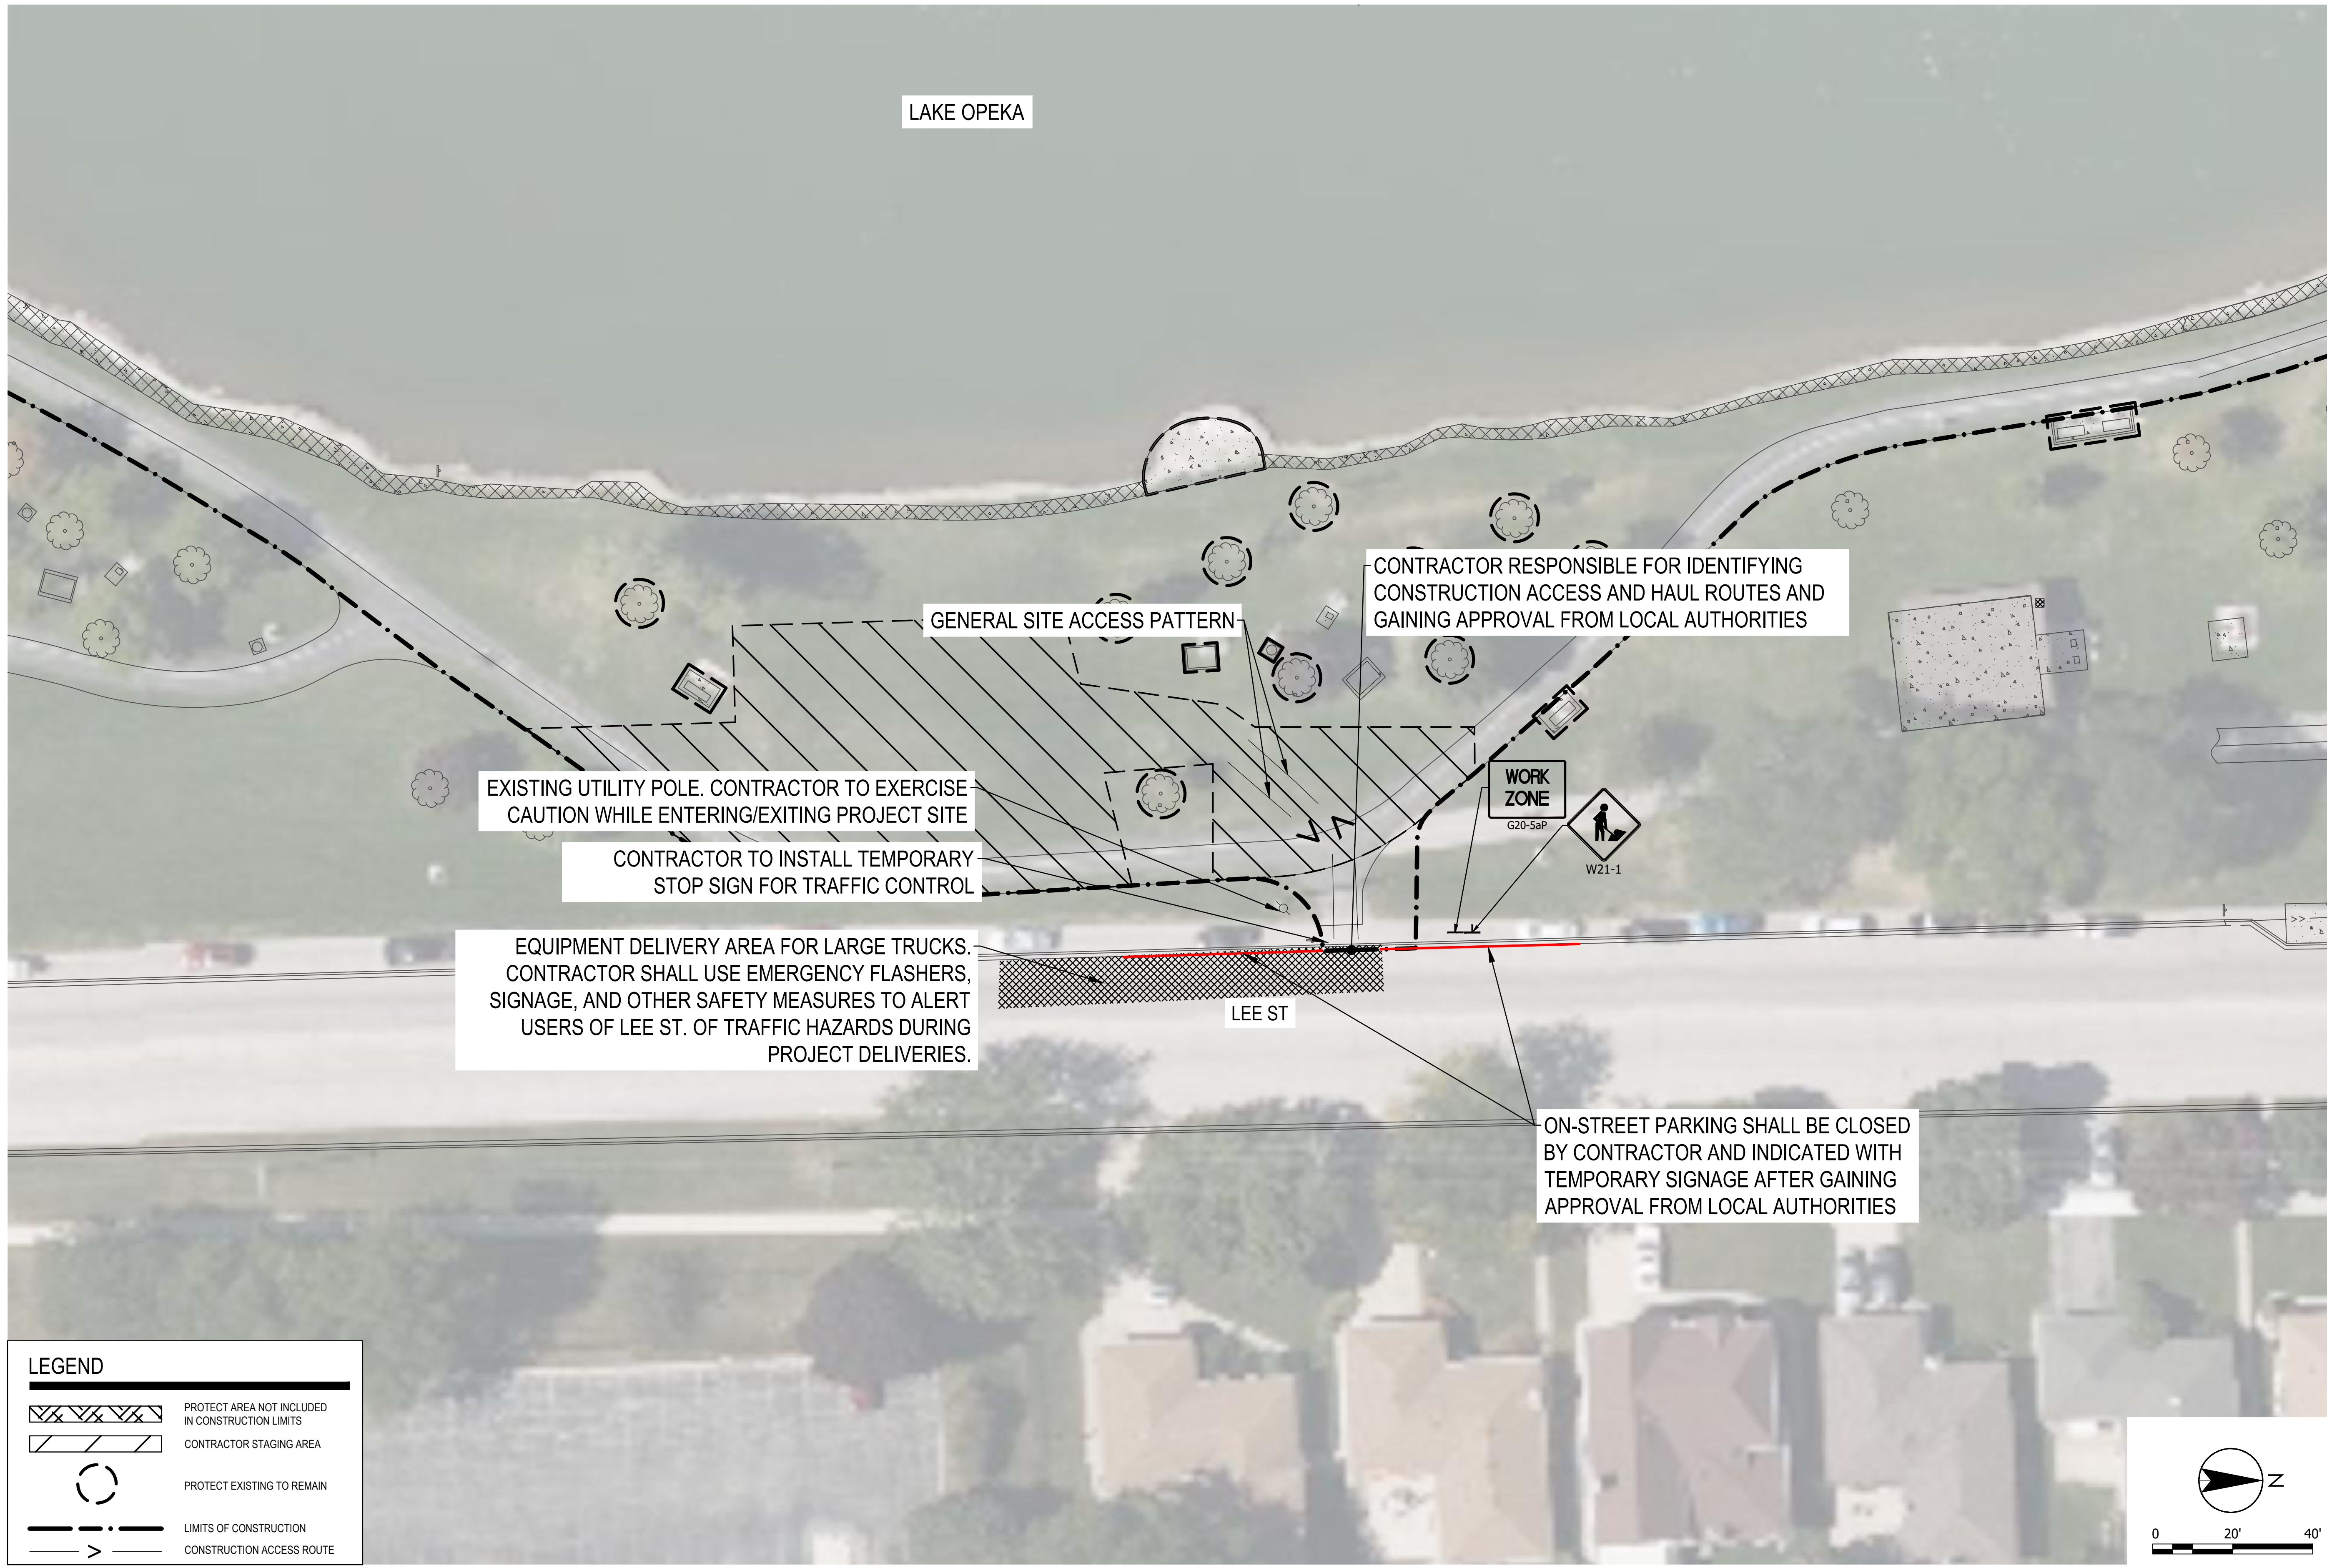 LAKE OPEKA
CONTRACTOR RESPONSIBLE FOR IDENTIFYING
CONSTRUCTION ACCESS AND HAUL ROUTES AND
GAINING APPROVAL FROM LOCAL AUTHORITIES
GENERAL SITE ACCESS PATTERN
EXISTING UTILITY POLE. CONTRACTOR TO EXERCISE
CAUTION WHILE ENTERING/EXITING PROJECT SITE
WORK
ZONE
G20-5aP
W21-1
CONTRACTOR TO INSTALL TEMPORARY
STOP SIGN FOR TRAFFIC CONTROL
EQUIPMENT DELIVERY AREA FOR LARGE TRUCKS.
CONTRACTOR SHALL USE EMERGENCY FLASHERS,
SIGNAGE, AND OTHER SAFETY MEASURES TO ALERT
USERS OF LEE ST. OF TRAFFIC HAZARDS DURING
PROJECT DELIVERIES.
LEE ST
ON-STREET PARKING SHALL BE CLOSED
BY CONTRACTOR AND INDICATED WITH
TEMPORARY SIGNAGE AFTER GAINING
APPROVAL FROM LOCAL AUTHORITIES
LEGEND
PROTECT AREA NOT INCLUDED
IN CONSTRUCTION LIMITS
CONTRACTOR STAGING AREA
PROTECT EXISTING TO REMAIN
LIMITS OF CONSTRUCTION
CONSTRUCTION ACCESS ROUTE
N
0 20' 40'